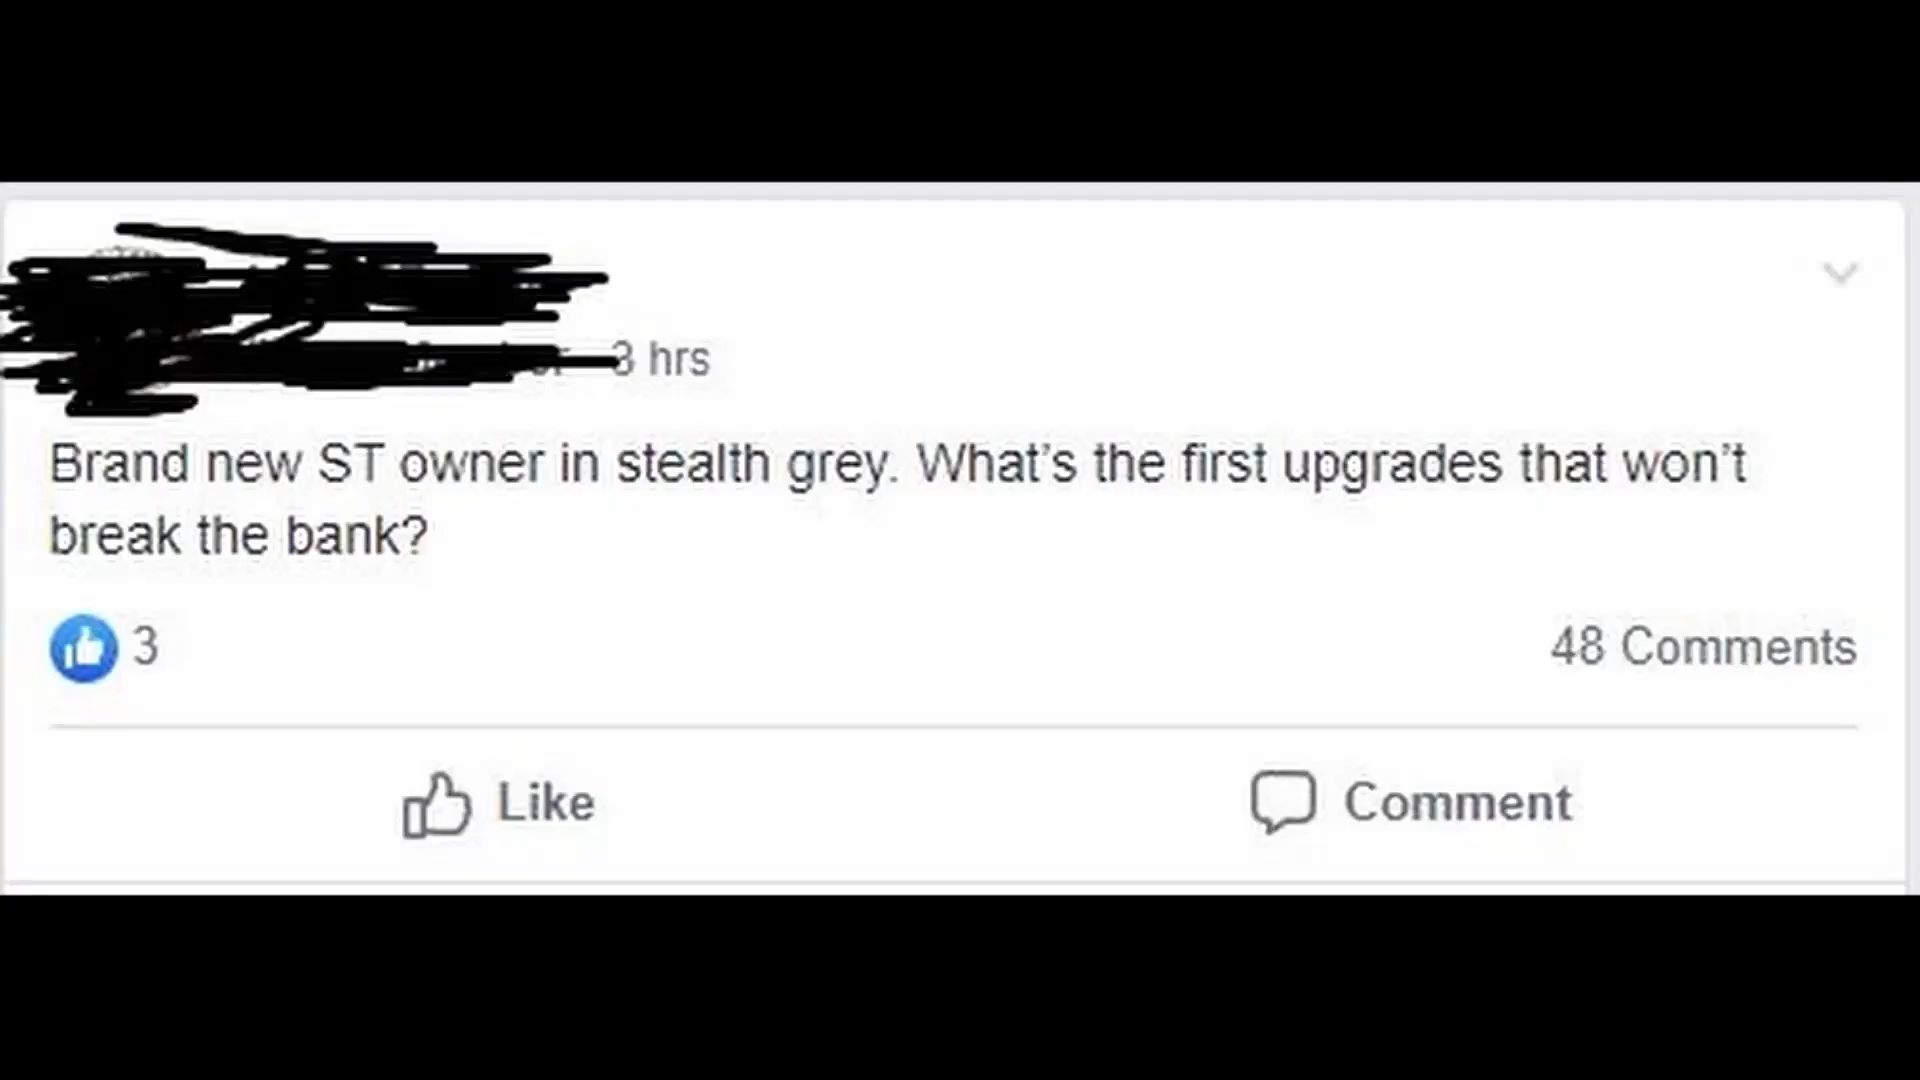 3 hrs
Brand new ST owner in stealth grey. What's the first upgrades that won't
break the bank?
3
48 Comments
Like
Comment